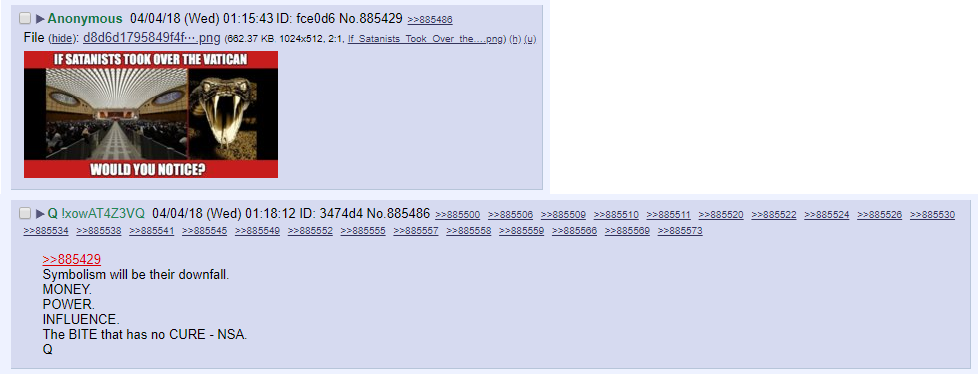 Anonymous 04/04/18 (Wed) 01:15:43 ID: fce0d6 No.885429 >>885486
File (hide): d8d6d1795849f4f⋯.png (662.37 KB, 1024x512, 2:1, If_Satanists_Took_Over_the….png) (h) (u)
IF SATANISTS TOOK OVER THE VATICAN
WOULD YOU NOTICE?
Q !xowAT4Z3VQ 04/04/18 (Wed) 01:18:12 ID: 3474d4 No.885486 >>885500 >>885506 >>885509 >>885510 >>885511 >>885520 >>885522 >>885524 >>885526 >>885530
>>885534 >>885538 >>885541 >>885545 >>885549 >>885552 >>885555 >>885557 >>885558 >>885559 >>885566 >>885569 >>885573
>>885429
Symbolism will be their downfall.
MONEY.
POWER.
INFLUENCE.
The BITE that has no CURE - NSA.
Q